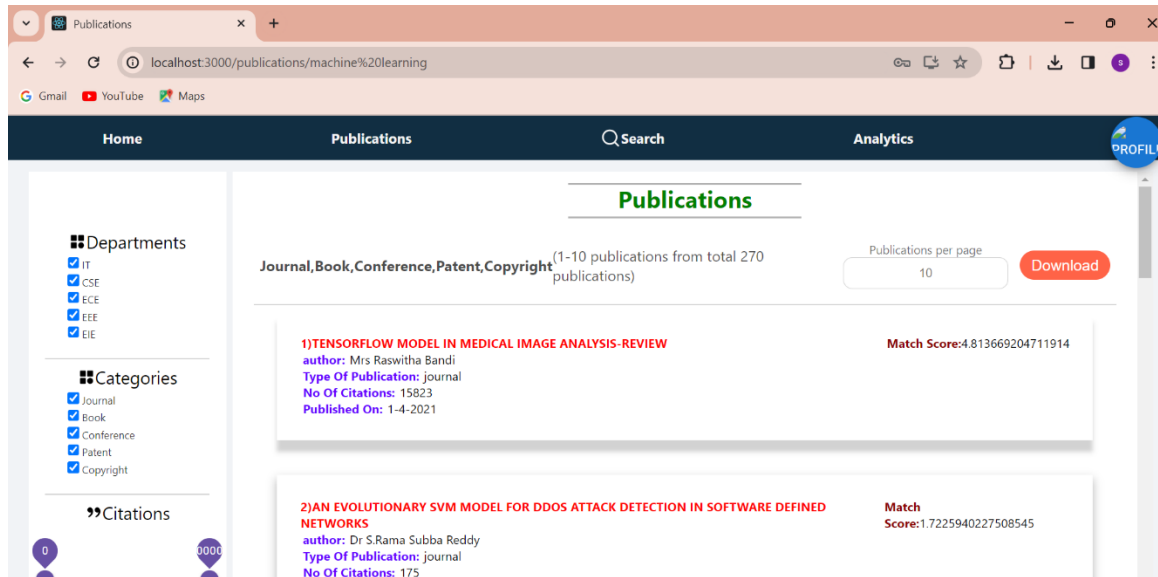 Publications
localhost:3000/publications/machine%20learning
Gmail YouTube Maps
s
Home Publications Search Analytics
PROFIL
Publications
Departments
IT
CSE
ECE
EEE
EIE
Categories
Journal
Book
Conference
Patent
Copyright
Citations
0
0000
Journal,Book,Conference,Patent,Copyright (1-10 publications from total 270
publications)
Publications per page
10
Download
1)TENSORFLOW MODEL IN MEDICAL IMAGE ANALYSIS-REVIEW
Match Score:4.813669204711914
author: Mrs Raswitha Bandi
Type Of Publication: journal
No Of Citations: 15823
Published On: 1-4-2021
2)AN EVOLUTIONARY SVM MODEL FOR DDOS ATTACK DETECTION IN SOFTWARE DEFINED
NETWORKS
Match
Score:1.7225940227508545
author: Dr S.Rama Subba Reddy
Type Of Publication: journal
No Of Citations: 175